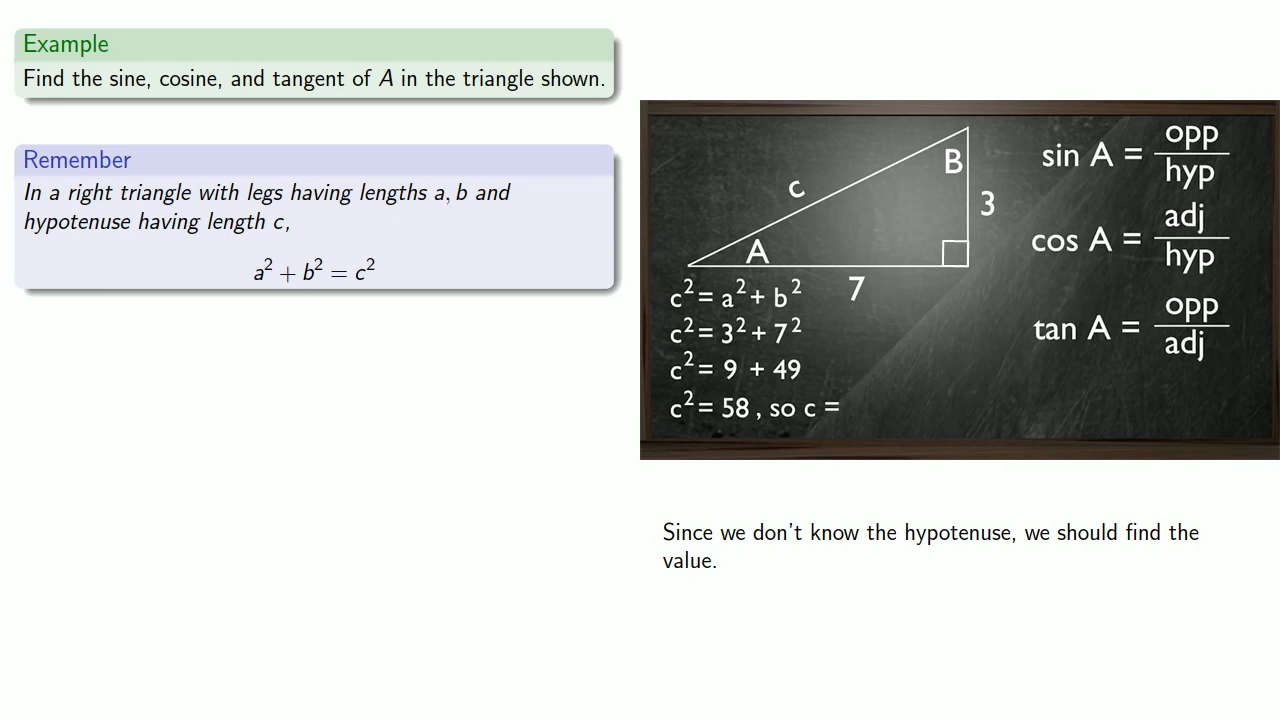 Example
Find the sine, cosine, and tangent of A in the triangle shown.
Remember
In a right triangle with legs having lengths a, b and
hypotenuse having length c,
a² + b² = c²
c
B
3
A
7
c² = a² + b²
c² = 3² + 7²
c² = 9 + 49
c² = 58 , so c =
sin A = opp/hyp
cos A = adj/hyp
tan A = opp/adj
Since we don't know the hypotenuse, we should find the
value.